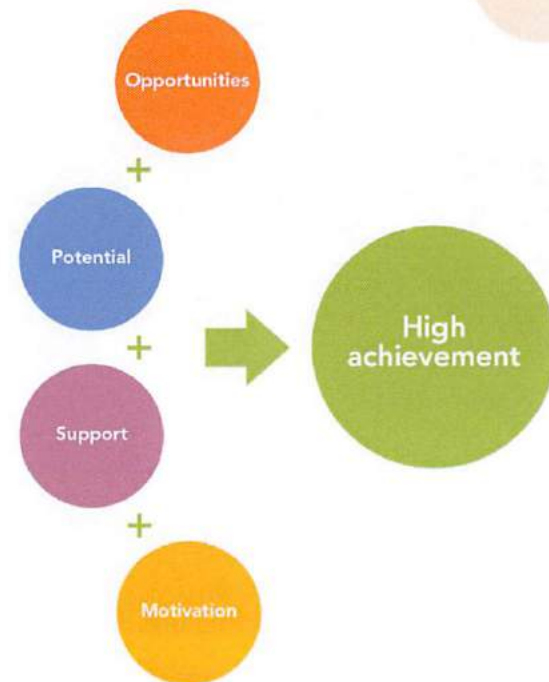 Opportunities
+
Potential
+
Support
+
Motivation
High
achievement